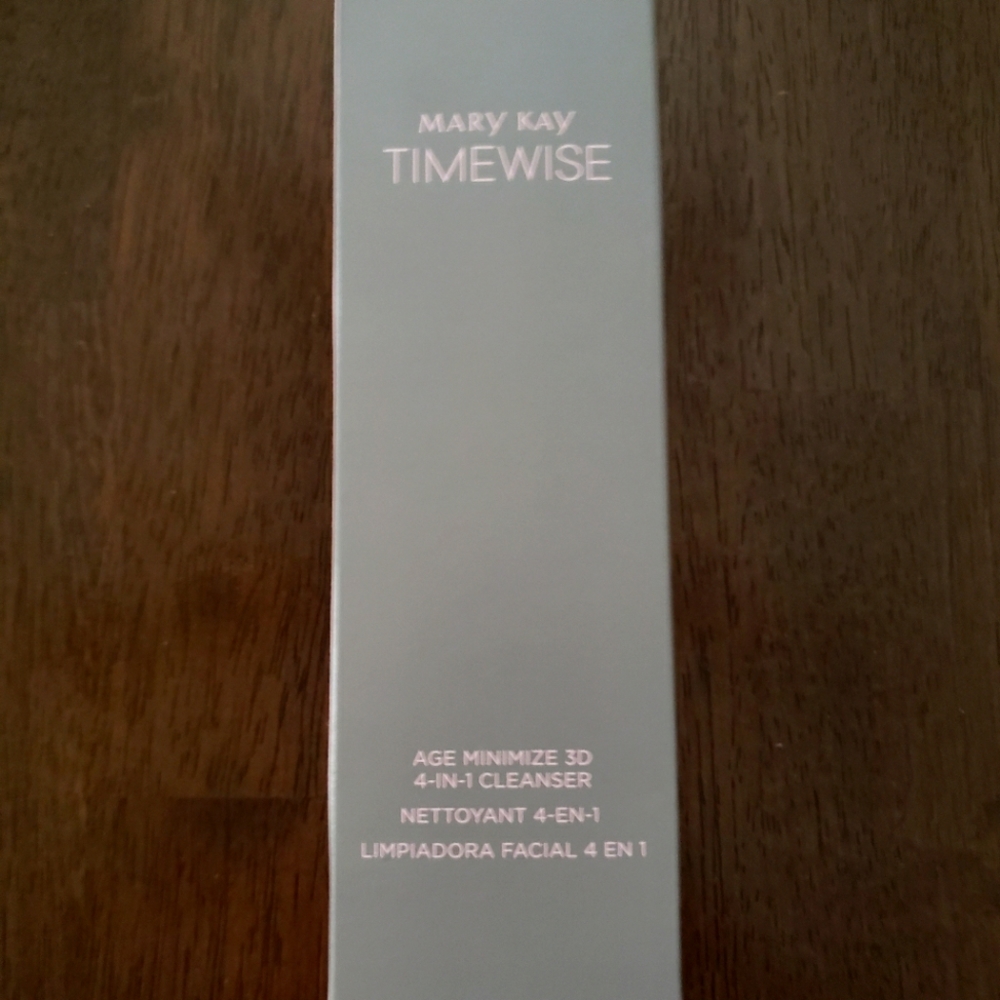 MARY KAY
TIMEWISE
AGE MINIMIZE 3D
4-IN-1 CLEANSER
NETTOYANT 4-EN-1
LIMPIADORA FACIAL 4 EN 1